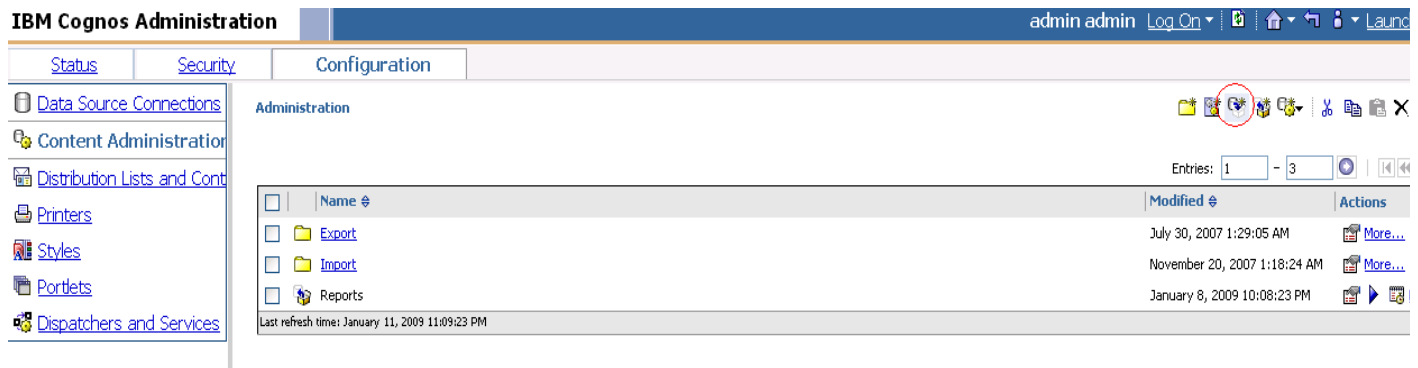 IBM Cognos Administration
admin admin Log On Launc
Status Security Configuration
Data Source Connections
Content Administration
Distribution Lists and Cont
Printers
Styles
Portlets
Dispatchers and Services
Administration
Entries: 1 - 3
Name Modified Actions
Export July 30, 2007 1:29:05 AM More...
Import November 20, 2007 1:18:24 AM More...
Reports January 8, 2009 10:08:23 PM
Last refresh time: January 11, 2009 11:09:23 PM